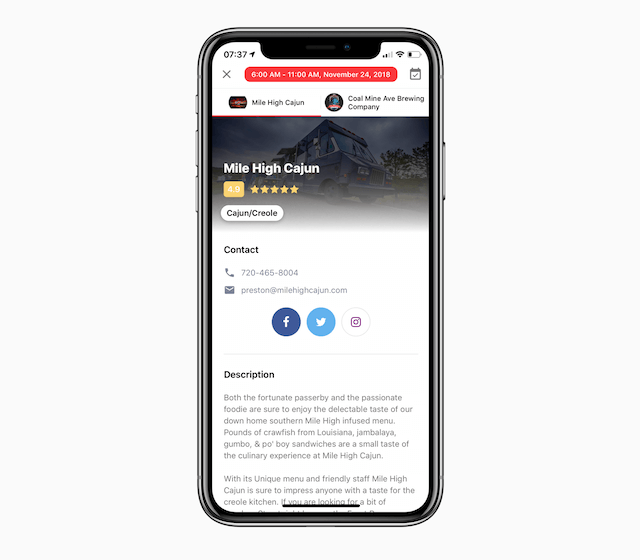 07:37
6:00 AM - 11:00 AM, November 24, 2018
Mile High Cajun
Coal Mine Ave Brewing
Company
Mile High Cajun
4.9
Cajun/Creole
Contact
720-465-8004
preston@milehighcajun.com
Description
Both the fortunate passerby and the passionate
foodie are sure to enjoy the delectable taste of our
down home southern Mile High infused menu.
Pounds of crawfish from Louisiana, jambalaya,
gumbo, & po' boy sandwiches are a small taste of
the culinary experience at Mile High Cajun.
With its Unique menu and friendly staff Mile High
Cajun is sure to impress anyone with a taste for the
creole kitchen. If you are looking for a bit of